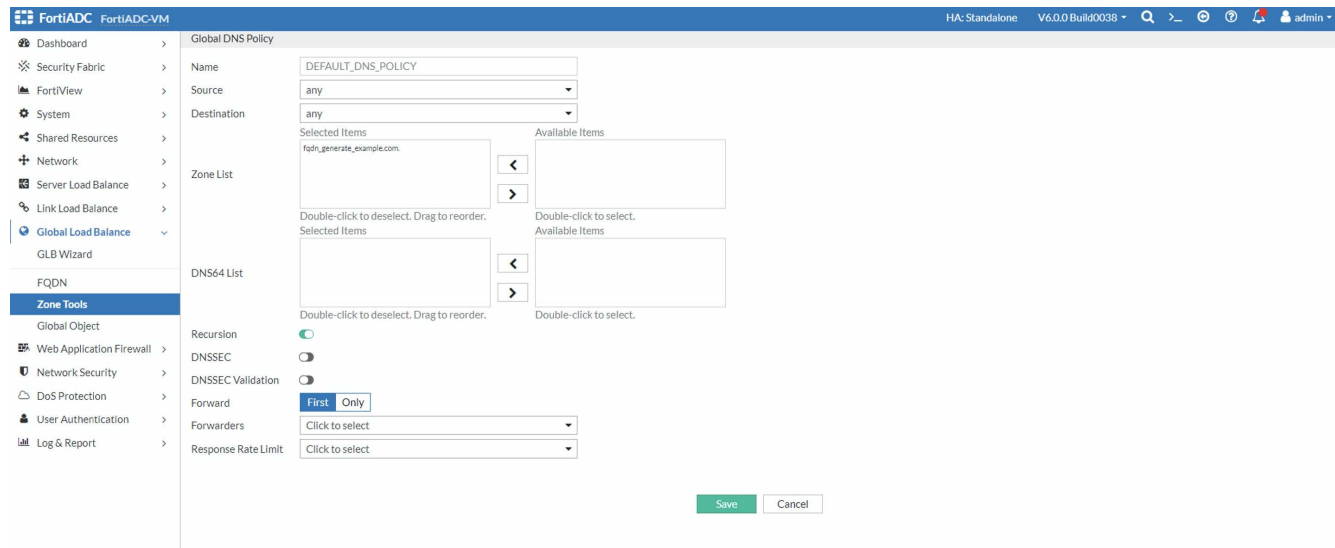 FortiADC FortiADC-VM
HA: Standalone V6.0.0 Build0038 admin
Dashboard
Security Fabric
FortiView
System
Shared Resources
Network
Server Load Balance
Link Load Balance
Global Load Balance
GLB Wizard
FQDN
Zone Tools
Global Object
Web Application Firewall
Network Security
DoS Protection
User Authentication
Log & Report
Global DNS Policy
Name DEFAULT_DNS_POLICY
Source any
Destination any
Selected Items Available Items
fqdn_generate_example.com.
Zone List
Double-click to deselect. Drag to reorder. Double-click to select.
Selected Items Available Items
DNS64 List
Double-click to deselect. Drag to reorder. Double-click to select.
Recursion
DNSSEC
DNSSEC Validation
Forward First Only
Forwarders Click to select
Response Rate Limit Click to select
Save Cancel